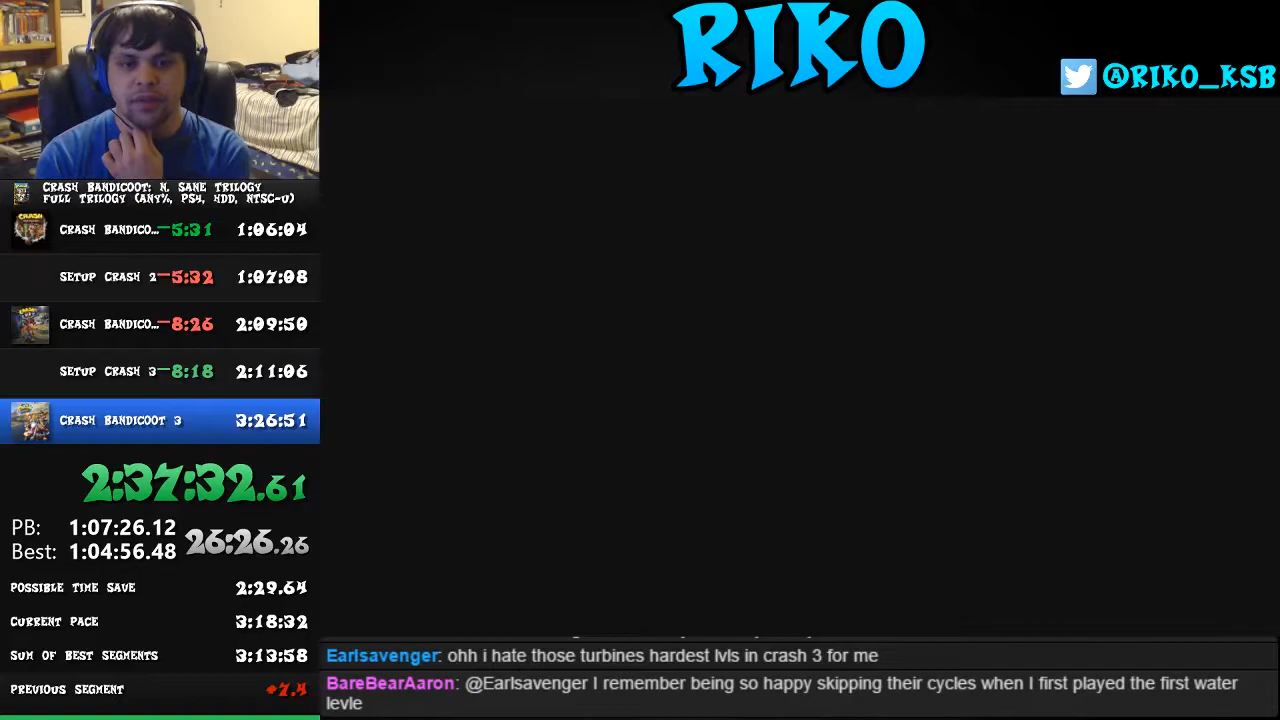 RIKO
@RIKO_KSB
CRASH BANDICOOT: N. SANE TRILOGY
FULL TRILOGY (ANY%, PS4, HDD, NTSC-U)
CRASH BANDICO... -5:31 1:06:04
SETUP CRASH 2 -5:32 1:07:08
CRASH BANDICO... -8:26 2:09:50
SETUP CRASH 3 -8:18 2:11:06
CRASH BANDICOOT 3 3:26:51
2:37:32.61
PB: 1:07:26.12
Best: 1:04:56.48
26:26.26
POSSIBLE TIME SAVE 2:29.64
CURRENT PACE 3:18:32
SUM OF BEST SEGMENTS 3:13:58
PREVIOUS SEGMENT +7.4
Earlsavenger: ohh i hate those turbines hardest lvls in crash 3 for me
BareBearAaron: @Earlsavenger I remember being so happy skipping their cycles when I first played the first water
levle